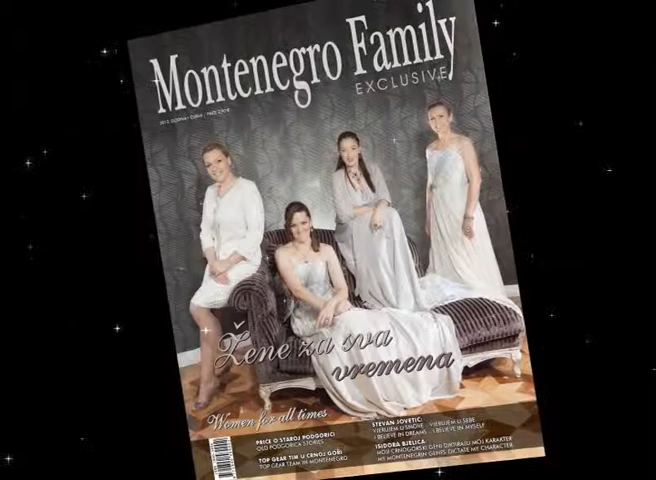 Montenegro Family
EXCLUSIVE
Žene za sva
vremena
Women for all times
PRIČE O STAROJ PODGORICI
OLD PODGORICA STORIES
TOP GEAR TIM U CRNOJ GORI
TOP GEAR TEAM IN MONTENEGRO
STEVAN JOVETIĆ:
VJERUJEM U SNOVE VJERUJEM U SEBE
I BELIEVE IN DREAMS I BELIEVE IN MYSELF
ISIDORA BJELICA
MOJI CRNOGORSKI GENI DIKTIRAJU MOJ KARAKTER
MY MONTENEGRIN GENES DICTATE MY CHARACTER